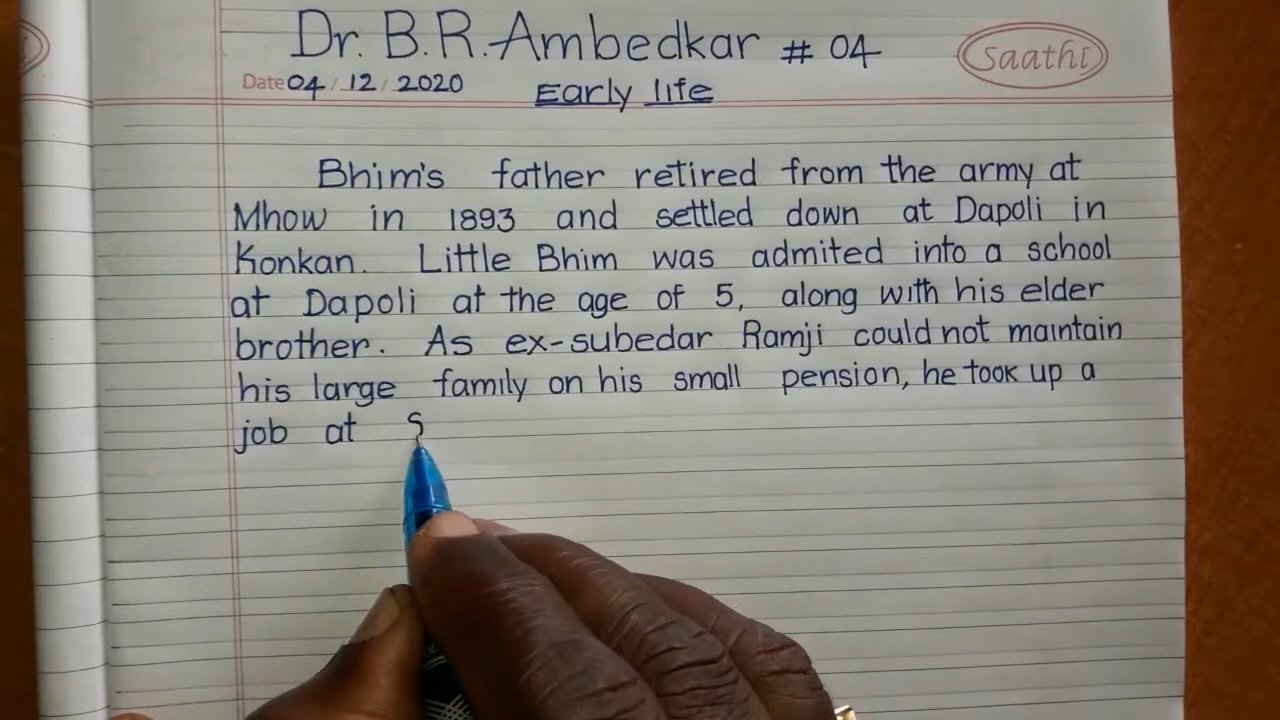 Dr. B.R. Ambedkar # 04
Saathi
Date 04/12/2020
Early life
Bhim's father retired from the army at
Mhow in 1893 and settled down at Dapoli in
Konkan. Little Bhim was admited into a school
at Dapoli at the age of 5, along with his elder
brother. As ex-subedar Ramji could not maintain
his large family on his small pension, he took up a
job at S